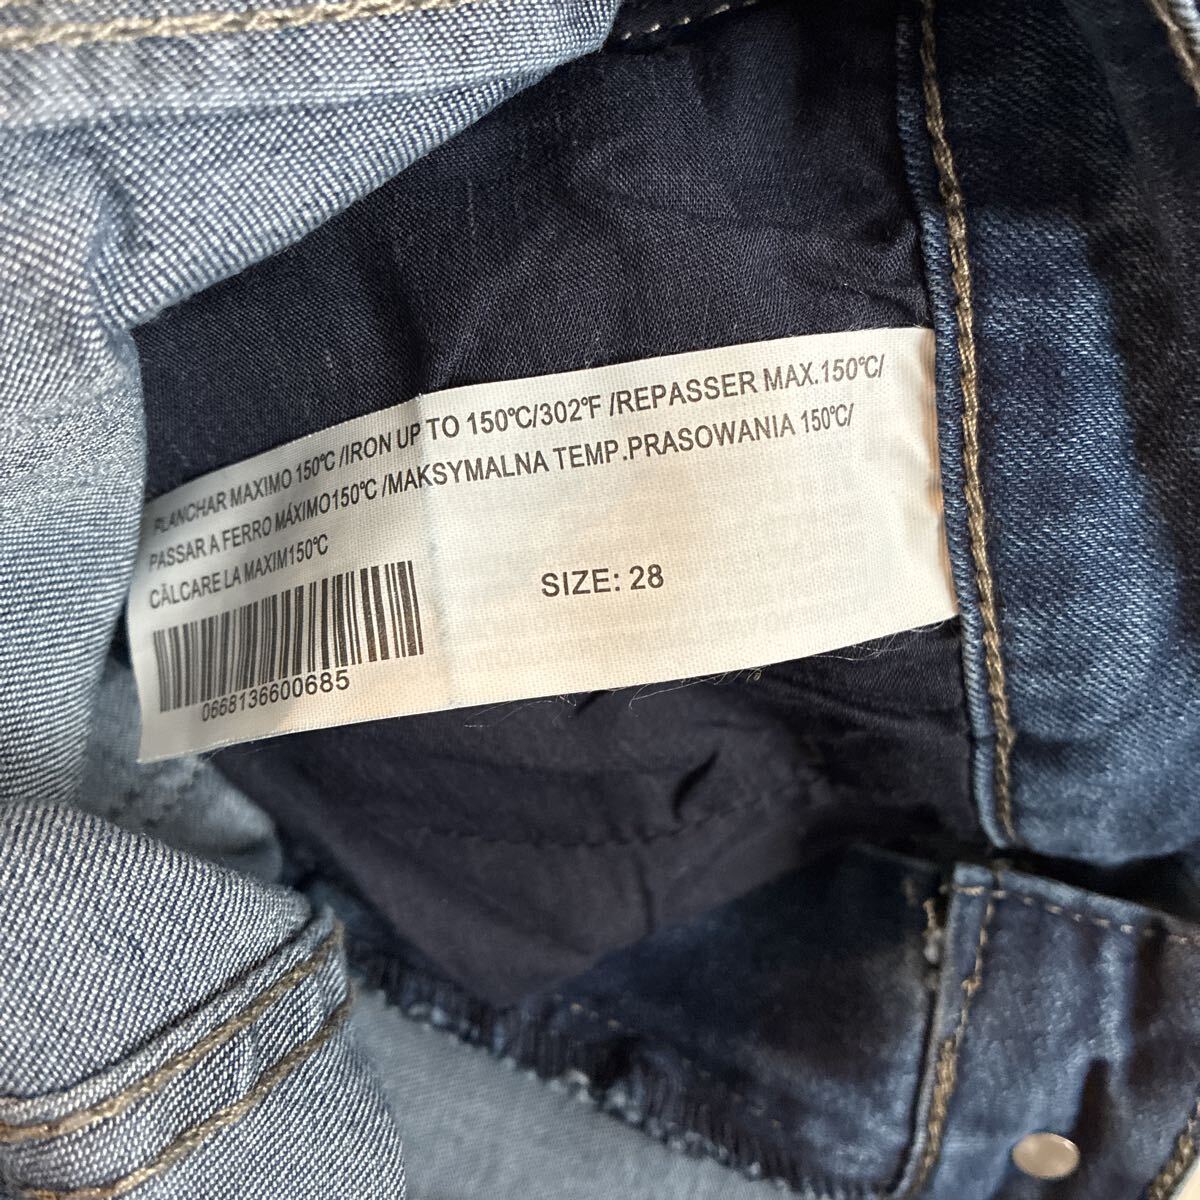 PLANCHAR MAXIMO 150℃ /IRON UP TO 150℃/302℉ /REPASSER MAX.150℃/
PASSAR A FERRO MÁXIMO150℃ /MAKSYMALNA TEMP.PRASOWANIA 150℃/
CĂLCARE LA MAXIM150℃
SIZE: 28
0668136600685